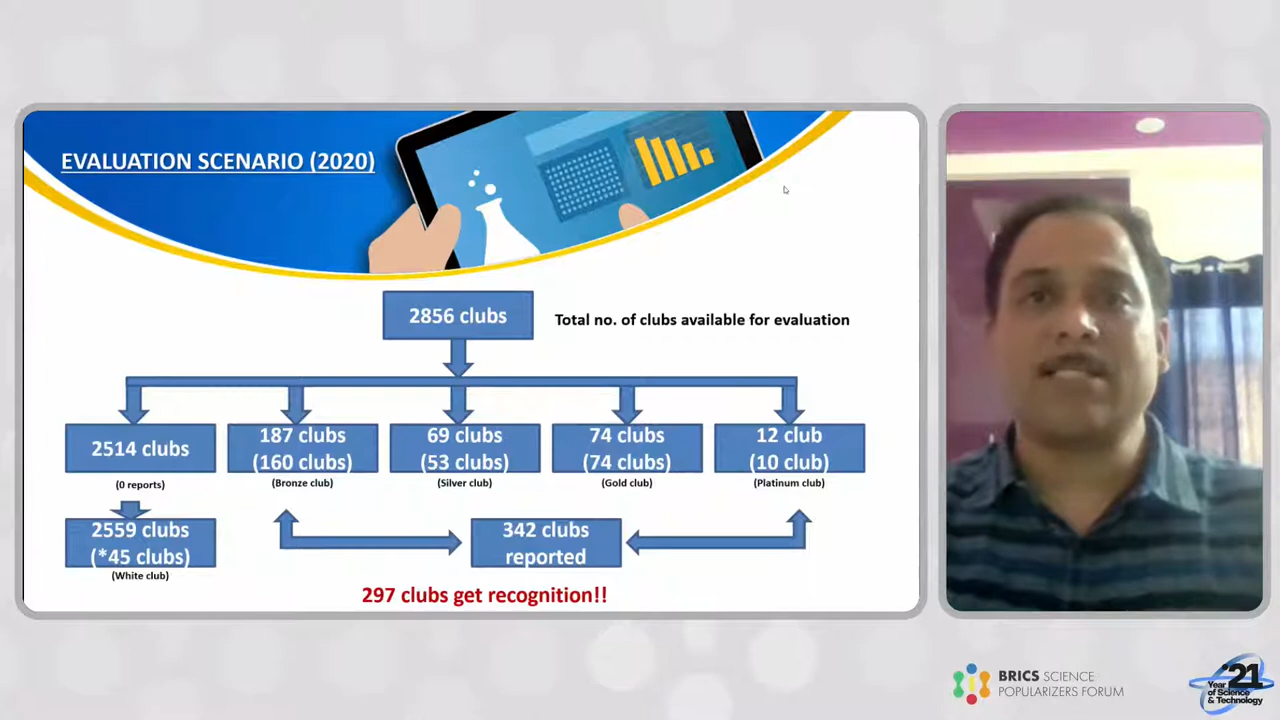 EVALUATION SCENARIO (2020)
2856 clubs
Total no. of clubs available for evaluation
2514 clubs
(0 reports)
187 clubs
(160 clubs)
(Bronze club)
69 clubs
(53 clubs)
(Silver club)
74 clubs
(74 clubs)
(Gold club)
12 club
(10 club)
(Platinum club)
2559 clubs
(*45 clubs)
(White club)
342 clubs
reported
297 clubs get recognition!!
BRICS SCIENCE
POPULARIZERS FORUM
'21
Year
of Science
& Technology